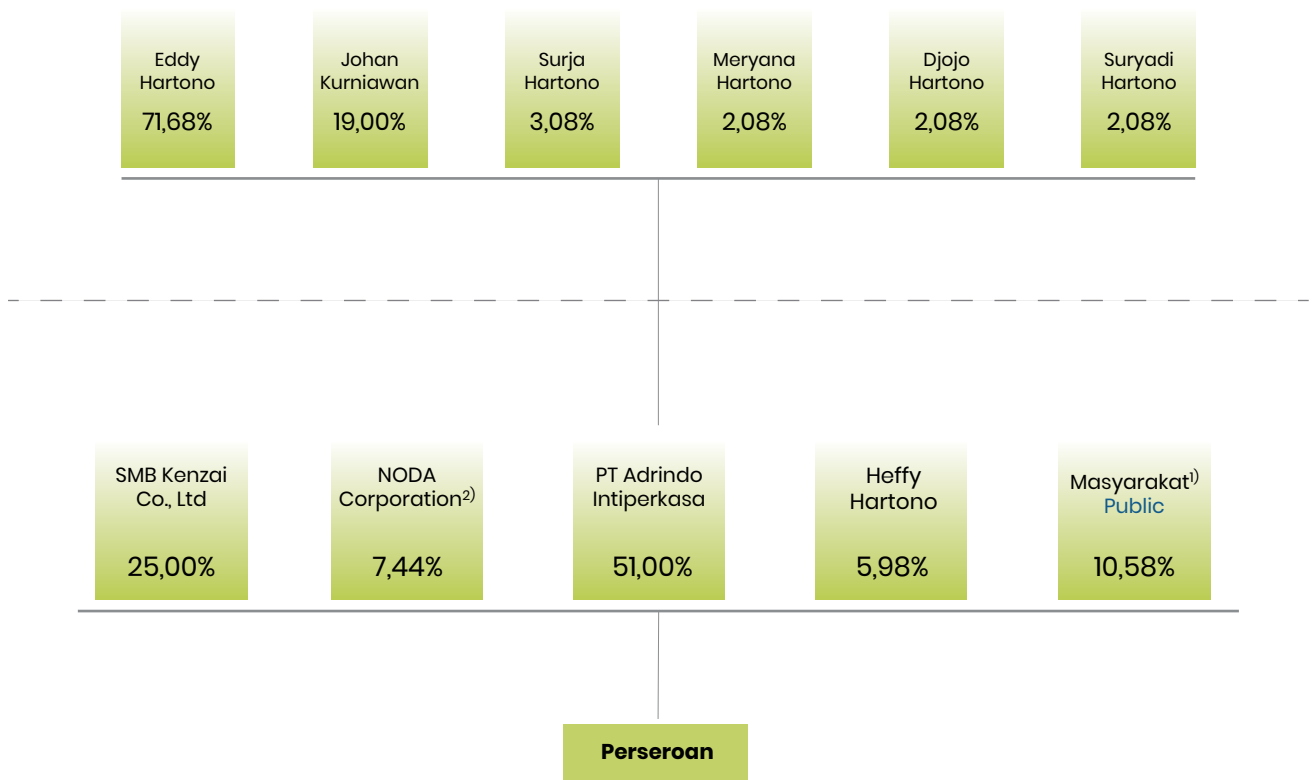 Eddy
Hartono
71,68%
Johan
Kurniawan
19,00%
Surja
Hartono
3,08%
Meryana
Hartono
2,08%
Djojo
Hartono
2,08%
Suryadi
Hartono
2,08%
SMB Kenzai
Co., Ltd
25,00%
NODA
Corporation²⁾
7,44%
PT Adrindo
Intiperkasa
51,00%
Heffy
Hartono
5,98%
Masyarakat¹⁾
Public
10,58%
Perseroan